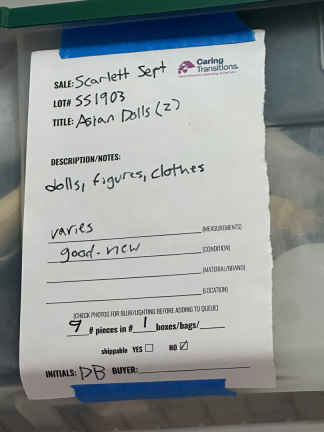 SALE: Scarlett Sept
Caring
Transitions.
LOT# SS1903
TITLE: Asian Dolls (2)
DESCRIPTION/NOTES:
dolls, figures, clothes
varies (MEASUREMENTS)
good-new (CONDITION)
(MATERIAL/BRAND)
(LOCATION)
(CHECK PHOTOS FOR BLUR/LIGHTING BEFORE ADDING TO QUEUE)
9 # pieces in # 1 boxes/bags/
shippable YES ☐ NO ☑
INITIALS: DB BUYER: